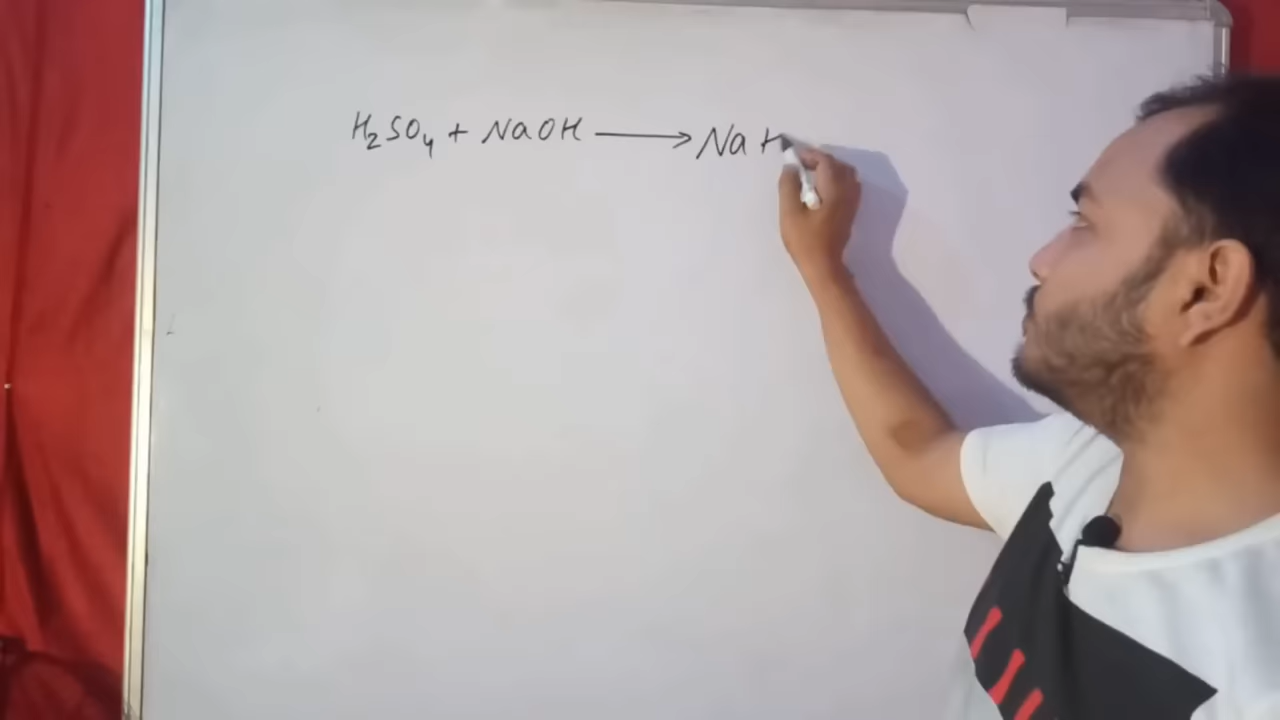 H₂SO₄ + NaOH ⟶ Na H